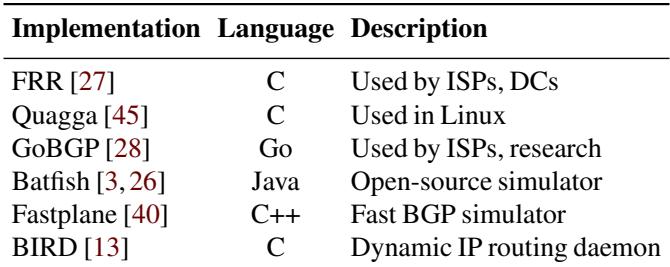 Implementation Language Description
FRR [27] C Used by ISPs, DCs
Quagga [45] C Used in Linux
GoBGP [28] Go Used by ISPs, research
Batfish [3, 26] Java Open-source simulator
Fastplane [40] C++ Fast BGP simulator
BIRD [13] C Dynamic IP routing daemon